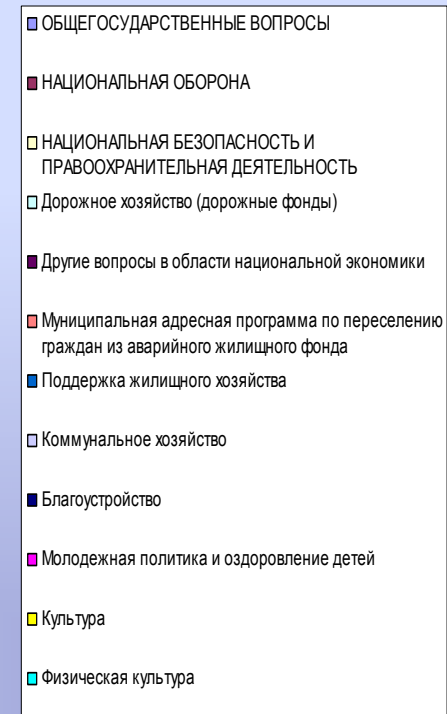 ОБЩЕГОСУДАРСТВЕННЫЕ ВОПРОСЫ
НАЦИОНАЛЬНАЯ ОБОРОНА
НАЦИОНАЛЬНАЯ БЕЗОПАСНОСТЬ И
ПРАВООХРАНИТЕЛЬНАЯ ДЕЯТЕЛЬНОСТЬ
Дорожное хозяйство (дорожные фонды)
Другие вопросы в области национальной экономики
Муниципальная адресная программа по переселению
граждан из аварийного жилищного фонда
Поддержка жилищного хозяйства
Коммунальное хозяйство
Благоустройство
Молодежная политика и оздоровление детей
Культура
Физическая культура